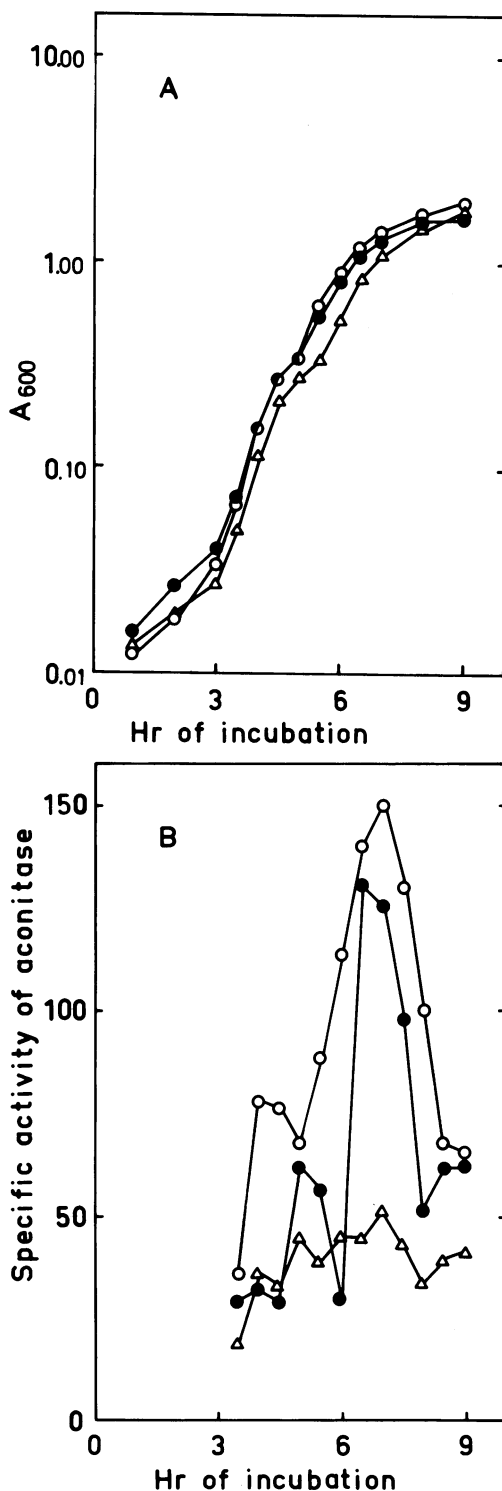 A
10.00
1.00
0.10
0.01
A600
0
3
6
9
Hr of incubation
B
150
100
50
0
Specific activity of aconitase
0
3
6
9
Hr of incubation